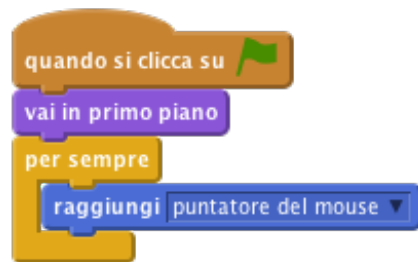 quando si clicca su
vai in primo piano
per sempre
raggiungi puntatore del mouse